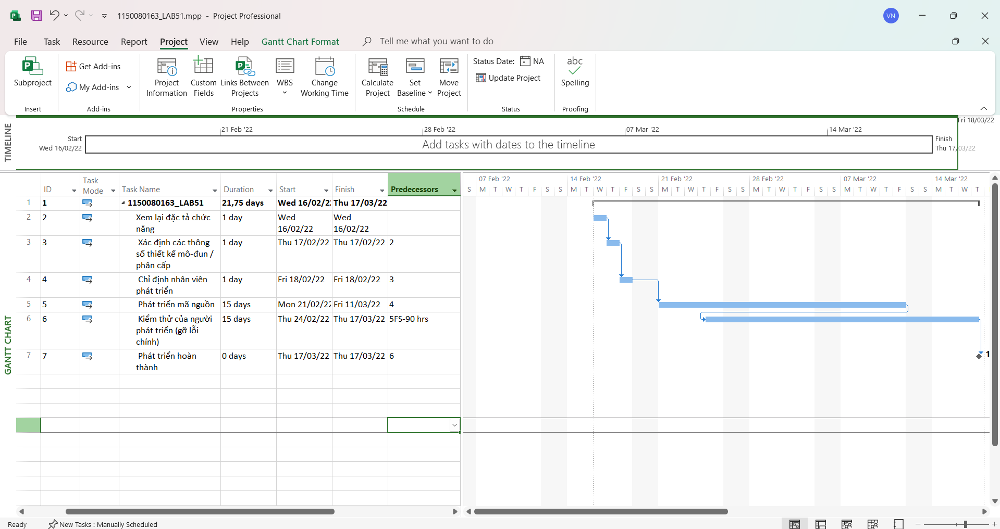 1150080163_LAB51.mpp - Project Professional
VN
File Task Resource Report Project View Help Gantt Chart Format Tell me what you want to do
Subproject
Insert
Get Add-ins
My Add-ins
Add-ins
Project Information
Custom Fields
Links Between Projects
WBS
Change Working Time
Properties
Calculate Project
Set Baseline
Move Project
Schedule
Status Date: NA
Update Project
Status
abc
Spelling
Proofing
TIMELINE
Fri 18/03/22
21 Feb '22 28 Feb '22 07 Mar '22 14 Mar '22
Start
Wed 16/02/22
Add tasks with dates to the timeline
Finish
Thu 17/03/22
GANTT CHART
ID Task Mode Task Name Duration Start Finish Predecessors
07 Feb '22 14 Feb '22 21 Feb '22 28 Feb '22 07 Mar '22 14 Mar '22
S M T W T F S S M T W T F S S M T W T F S S M T W T F S S M T W T F S S M T W T
1 1 1150080163_LAB51 21,75 days Wed 16/02/22 Thu 17/03/22
2 2 Xem lại đặc tả chức năng 1 day Wed 16/02/22 Wed 16/02/22
3 3 Xác định các thông số thiết kế mô-đun / phân cấp 1 day Thu 17/02/22 Thu 17/02/22 2
4 4 Chỉ định nhân viên phát triển 1 day Fri 18/02/22 Fri 18/02/22 3
5 5 Phát triển mã nguồn 15 days Mon 21/02/22 Fri 11/03/22 4
6 6 Kiểm thử của người phát triển (gỡ lỗi chính) 15 days Thu 24/02/22 Thu 17/03/22 5FS-90 hrs
7 7 Phát triển hoàn thành 0 days Thu 17/03/22 Thu 17/03/22 6
1
Ready New Tasks : Manually Scheduled